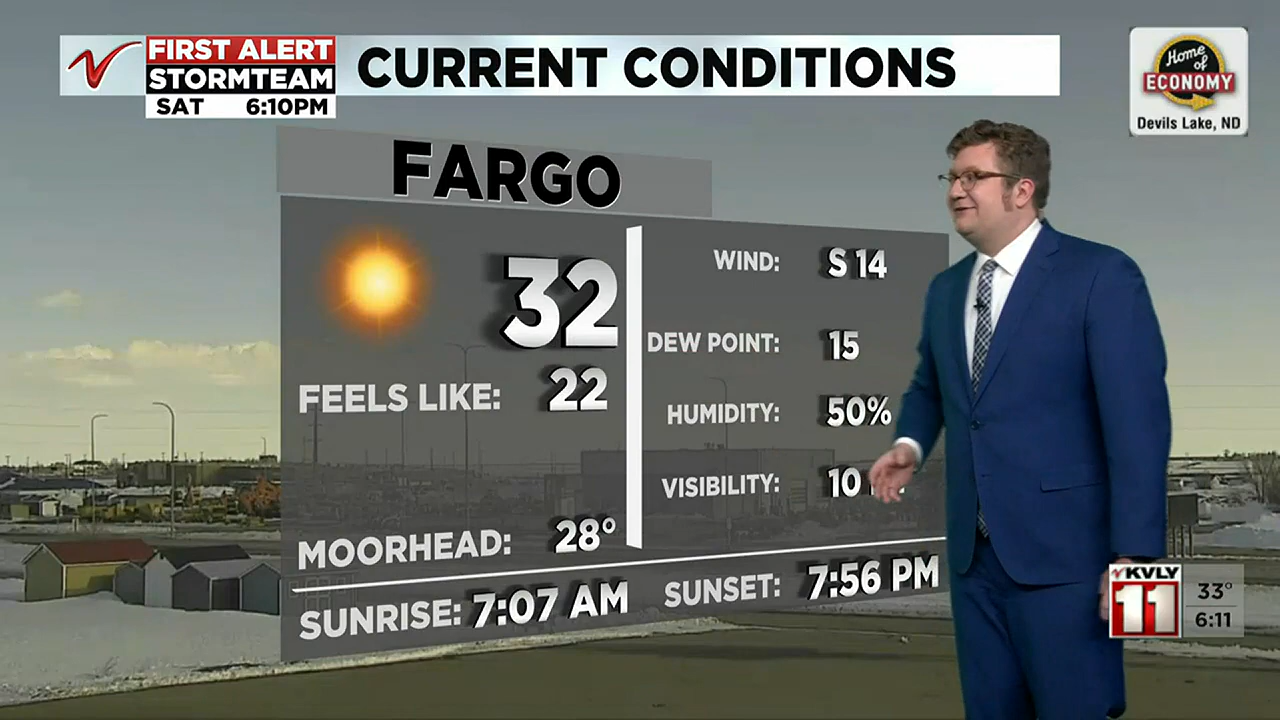 FIRST ALERT
STORMTEAM
SAT 6:10PM
CURRENT CONDITIONS
Home
of
ECONOMY
Devils Lake, ND
FARGO
32
FEELS LIKE: 22
MOORHEAD: 28°
WIND: S 14
DEW POINT: 15
HUMIDITY: 50%
VISIBILITY: 10
SUNRISE: 7:07 AM
SUNSET: 7:56 PM
KVLY
11
33°
6:11